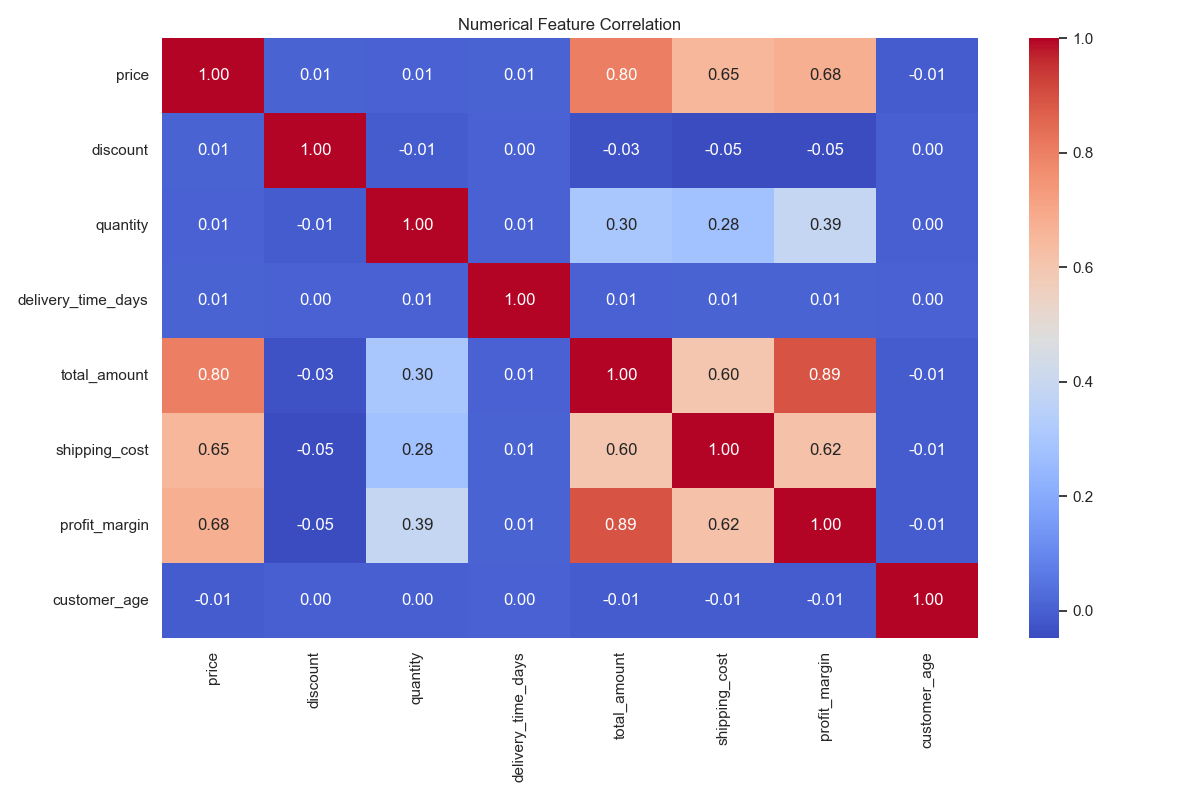 Numerical Feature Correlation
price 1.00 0.01 0.01 0.01 0.80 0.65 0.68 -0.01
discount 0.01 1.00 -0.01 0.00 -0.03 -0.05 -0.05 0.00
quantity 0.01 -0.01 1.00 0.01 0.30 0.28 0.39 0.00
delivery_time_days 0.01 0.00 0.01 1.00 0.01 0.01 0.01 0.00
total_amount 0.80 -0.03 0.30 0.01 1.00 0.60 0.89 -0.01
shipping_cost 0.65 -0.05 0.28 0.01 0.60 1.00 0.62 -0.01
profit_margin 0.68 -0.05 0.39 0.01 0.89 0.62 1.00 -0.01
customer_age -0.01 0.00 0.00 0.00 -0.01 -0.01 -0.01 1.00
price
discount
quantity
delivery_time_days
total_amount
shipping_cost
profit_margin
customer_age
1.0
0.8
0.6
0.4
0.2
0.0